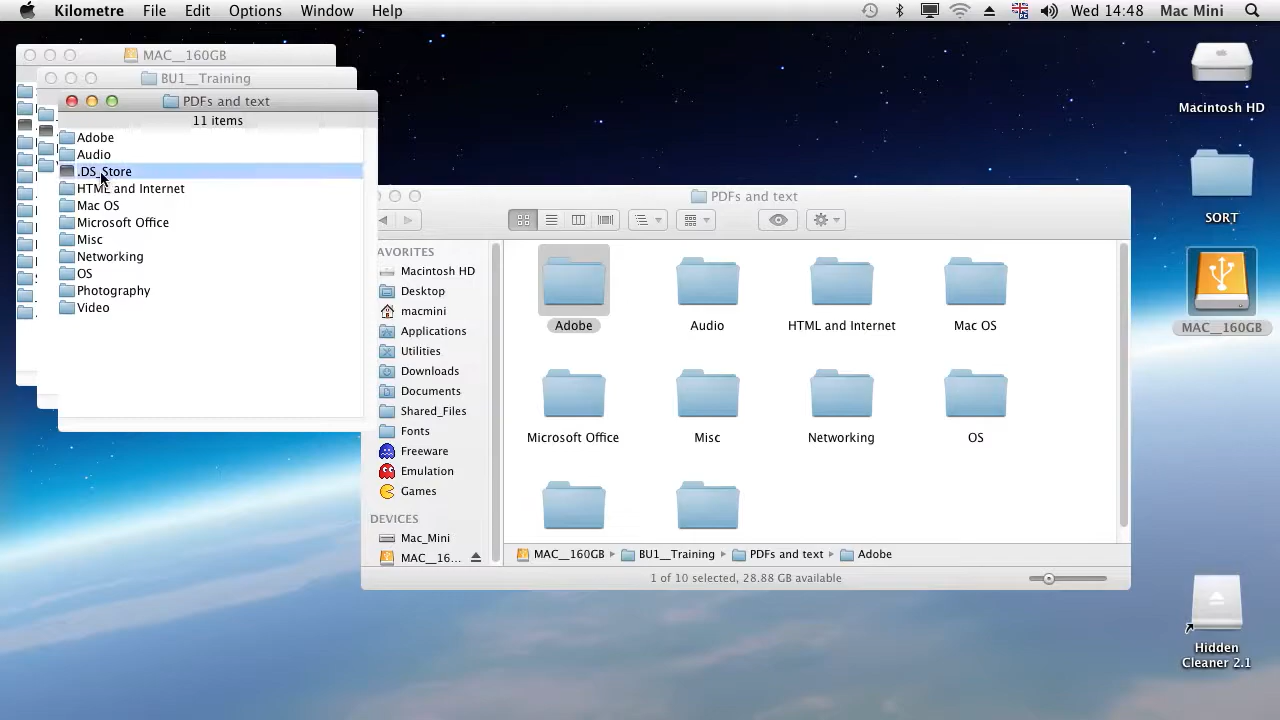 Kilometre File Edit Options Window Help Wed 14:48 Mac Mini
MAC__160GB
BU1__Training
PDFs and text
11 items
Adobe
Audio
.DS_Store
HTML and Internet
Mac OS
Microsoft Office
Misc
Networking
OS
Photography
Video
PDFs and text
AVORITES
Macintosh HD
Desktop
macmini
Applications
Utilities
Downloads
Documents
Shared_Files
Fonts
Freeware
Emulation
Games
DEVICES
Mac_Mini
MAC__16...
Adobe Audio HTML and Internet Mac OS
Microsoft Office Misc Networking OS
MAC__160GB BU1__Training PDFs and text Adobe
1 of 10 selected, 28.88 GB available
Macintosh HD
SORT
MAC__160GB
Hidden
Cleaner 2.1